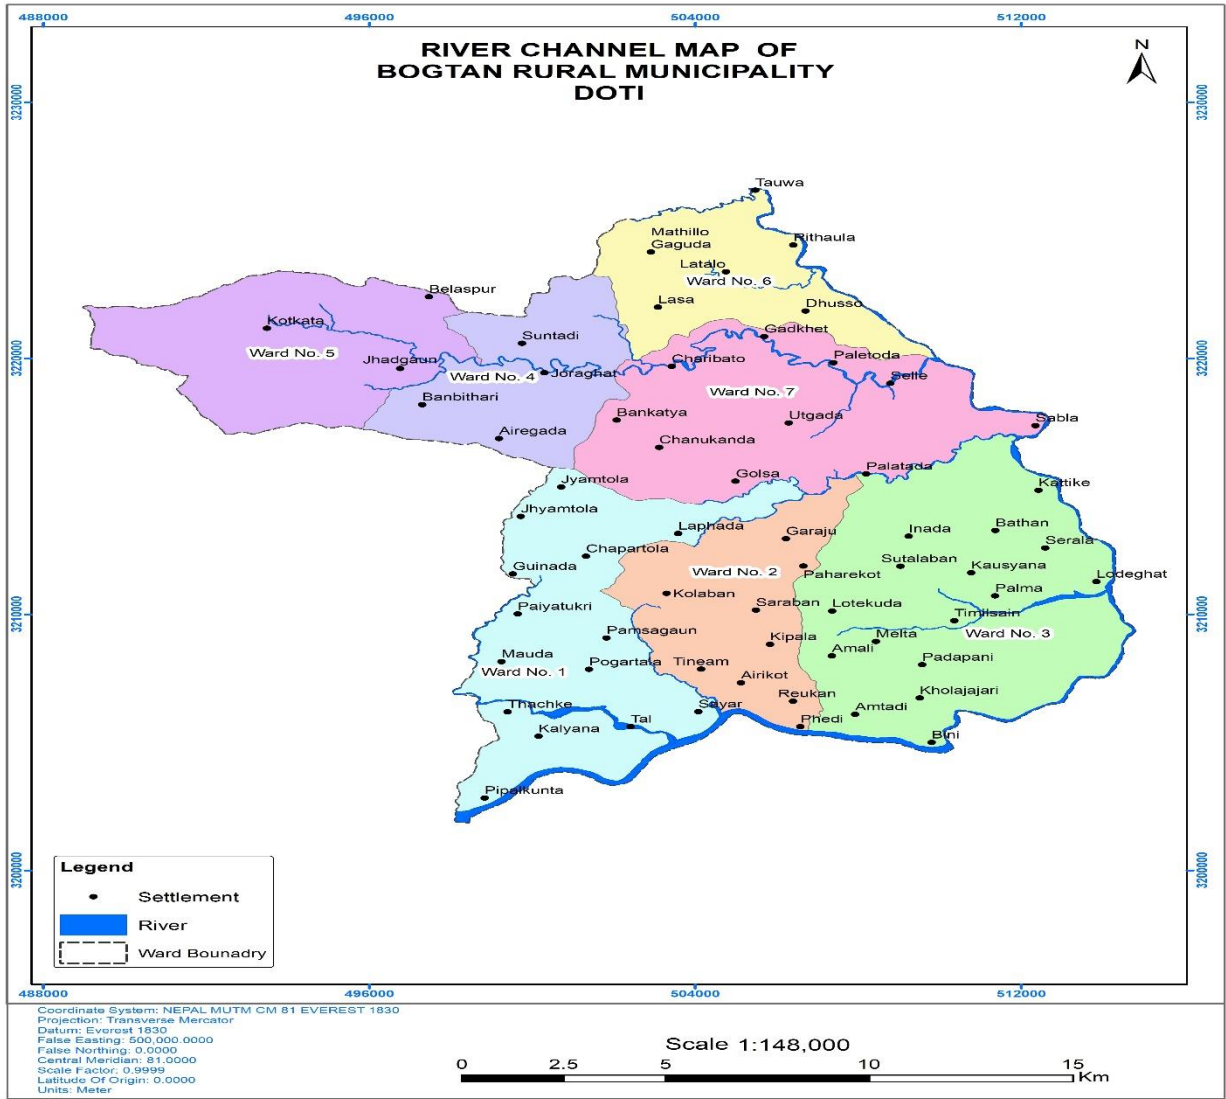 488000
496000
504000
512000
RIVER CHANNEL MAP OF
BOGTAN RURAL MUNICIPALITY
DOTI
N
3230000
3230000
Tauwa
Mathillo
Gaguda
Rithaula
Latalo
Ward No. 6
Belaspur
Lasa
Dhusso
Kotkata
Suntadi
Gadkhet
Ward No. 5
3220000
3220000
Jhadgaun
Charibato
Paletoda
Ward No. 4
Joraghat
Selle
Banbithari
Ward No. 7
Bankatya
Utgada
Sabla
Airegada
Chanukanda
Jyamtola
Golsa
Palatada
Kattike
Jhyamtola
Laphada
Garaju
Inada
Bathan
Serala
Chapartola
Guinada
Ward No. 2
Paharekot
Sutalaban
Kausyana
Lodeghat
Kolaban
Palma
3210000
3210000
Paiyatukri
Saraban
Lotekuda
Timilsain
Pamsagaun
Kipala
Melta
Ward No. 3
Mauda
Amali
Padapani
Ward No. 1
Pogartala
Tineam
Airikot
Thachke
Sayar
Reukan
Kholajajari
Tal
Phedi
Amtadi
Kalyana
Bini
Pipalkunta
3200000
3200000
Legend
Settlement
River
Ward Bounadry
488000
496000
504000
512000
Coordinate System: NEPAL MUTM CM 81 EVEREST 1830
Projection: Transverse Mercator
Datum: Everest 1830
False Easting: 500,000.0000
False Northing: 0.0000
Central Meridian: 81.0000
Scale Factor: 0.9999
Latitude Of Origin: 0.0000
Units: Meter
Scale 1:148,000
0 2.5 5 10 15
Km